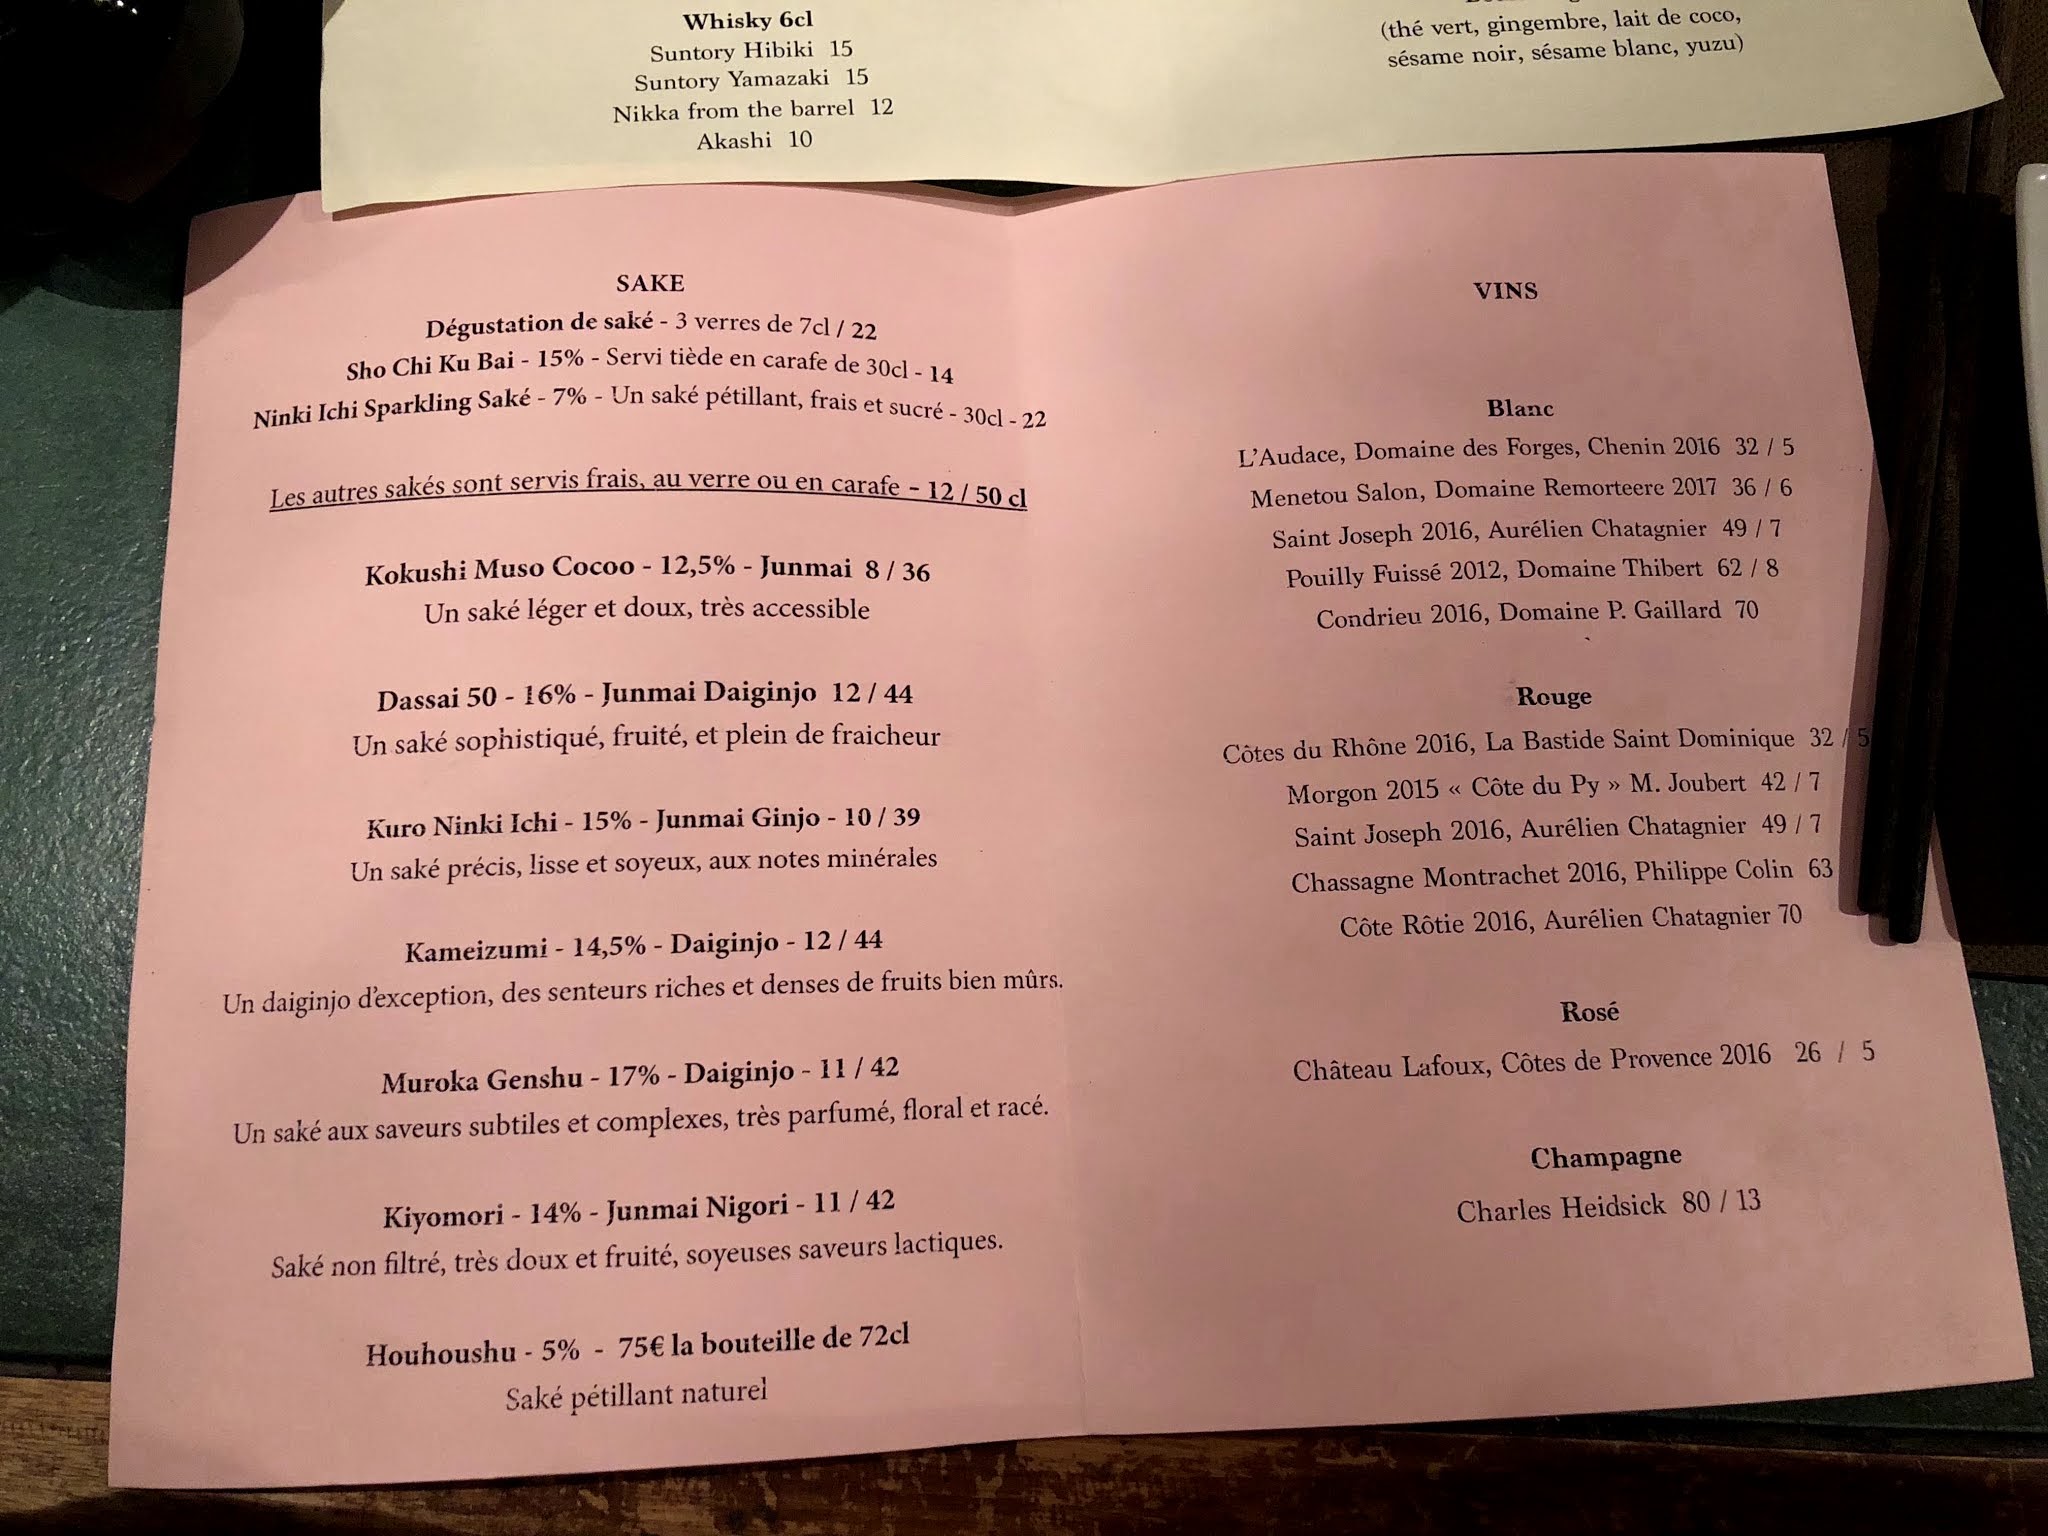 Whisky 6cl
Suntory Hibiki 15
Suntory Yamazaki 15
Nikka from the barrel 12
Akashi 10
(thé vert, gingembre, lait de coco,
sésame noir, sésame blanc, yuzu)
SAKE
Dégustation de saké - 3 verres de 7cl / 22
Sho Chi Ku Bai - 15% - Servi tiède en carafe de 30cl - 14
Ninki Ichi Sparkling Saké - 7% - Un saké pétillant, frais et sucré - 30cl - 22
Les autres sakés sont servis frais, au verre ou en carafe - 12 / 50 cl
Kokushi Muso Cocoo - 12,5% - Junmai 8 / 36
Un saké léger et doux, très accessible
Dassai 50 - 16% - Junmai Daiginjo 12 / 44
Un saké sophistiqué, fruité, et plein de fraicheur
Kuro Ninki Ichi - 15% - Junmai Ginjo - 10 / 39
Un saké précis, lisse et soyeux, aux notes minérales
Kameizumi - 14,5% - Daiginjo - 12 / 44
Un daiginjo d'exception, des senteurs riches et denses de fruits bien mûrs.
Muroka Genshu - 17% - Daiginjo - 11 / 42
Un saké aux saveurs subtiles et complexes, très parfumé, floral et racé.
Kiyomori - 14% - Junmai Nigori - 11 / 42
Saké non filtré, très doux et fruité, soyeuses saveurs lactiques.
Houhoushu - 5% - 75€ la bouteille de 72cl
Saké pétillant naturel
VINS
Blanc
L'Audace, Domaine des Forges, Chenin 2016 32 / 5
Menetou Salon, Domaine Remorteere 2017 36 / 6
Saint Joseph 2016, Aurélien Chatagnier 49 / 7
Pouilly Fuissé 2012, Domaine Thibert 62 / 8
Condrieu 2016, Domaine P. Gaillard 70
Rouge
Côtes du Rhône 2016, La Bastide Saint Dominique 32 / 5
Morgon 2015 « Côte du Py » M. Joubert 42 / 7
Saint Joseph 2016, Aurélien Chatagnier 49 / 7
Chassagne Montrachet 2016, Philippe Colin 63
Côte Rôtie 2016, Aurélien Chatagnier 70
Rosé
Château Lafoux, Côtes de Provence 2016 26 / 5
Champagne
Charles Heidsick 80 / 13